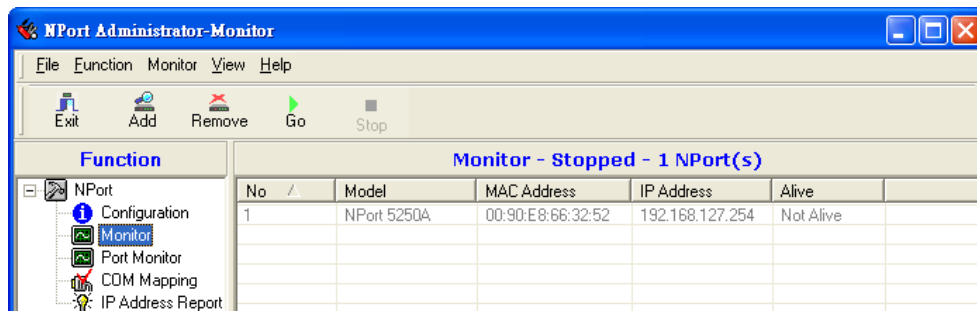 NPort Administrator-Monitor
File Function Monitor View Help
Exit Add Remove Go Stop
Function
Monitor - Stopped - 1 NPort(s)
NPort
Configuration
Monitor
Port Monitor
COM Mapping
IP Address Report
No Model MAC Address IP Address Alive
1 NPort 5250A 00:90:E8:66:32:52 192.168.127.254 Not Alive